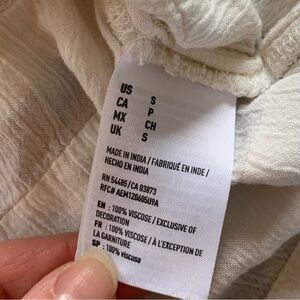 US S
CA P
MX CH
UK S
MADE IN INDIA / FABRIQUÉ EN INDE /
HECHO EN INDIA
RN 54485/CA 03873
RFC# AEM1206065U9A
EN : 100% VISCOSE / EXCLUSIVE OF
DECORATION
FR : 100% VISCOSE / À L'EXCEPTION DE
LA GARNITURE
SP : 100% viscosa